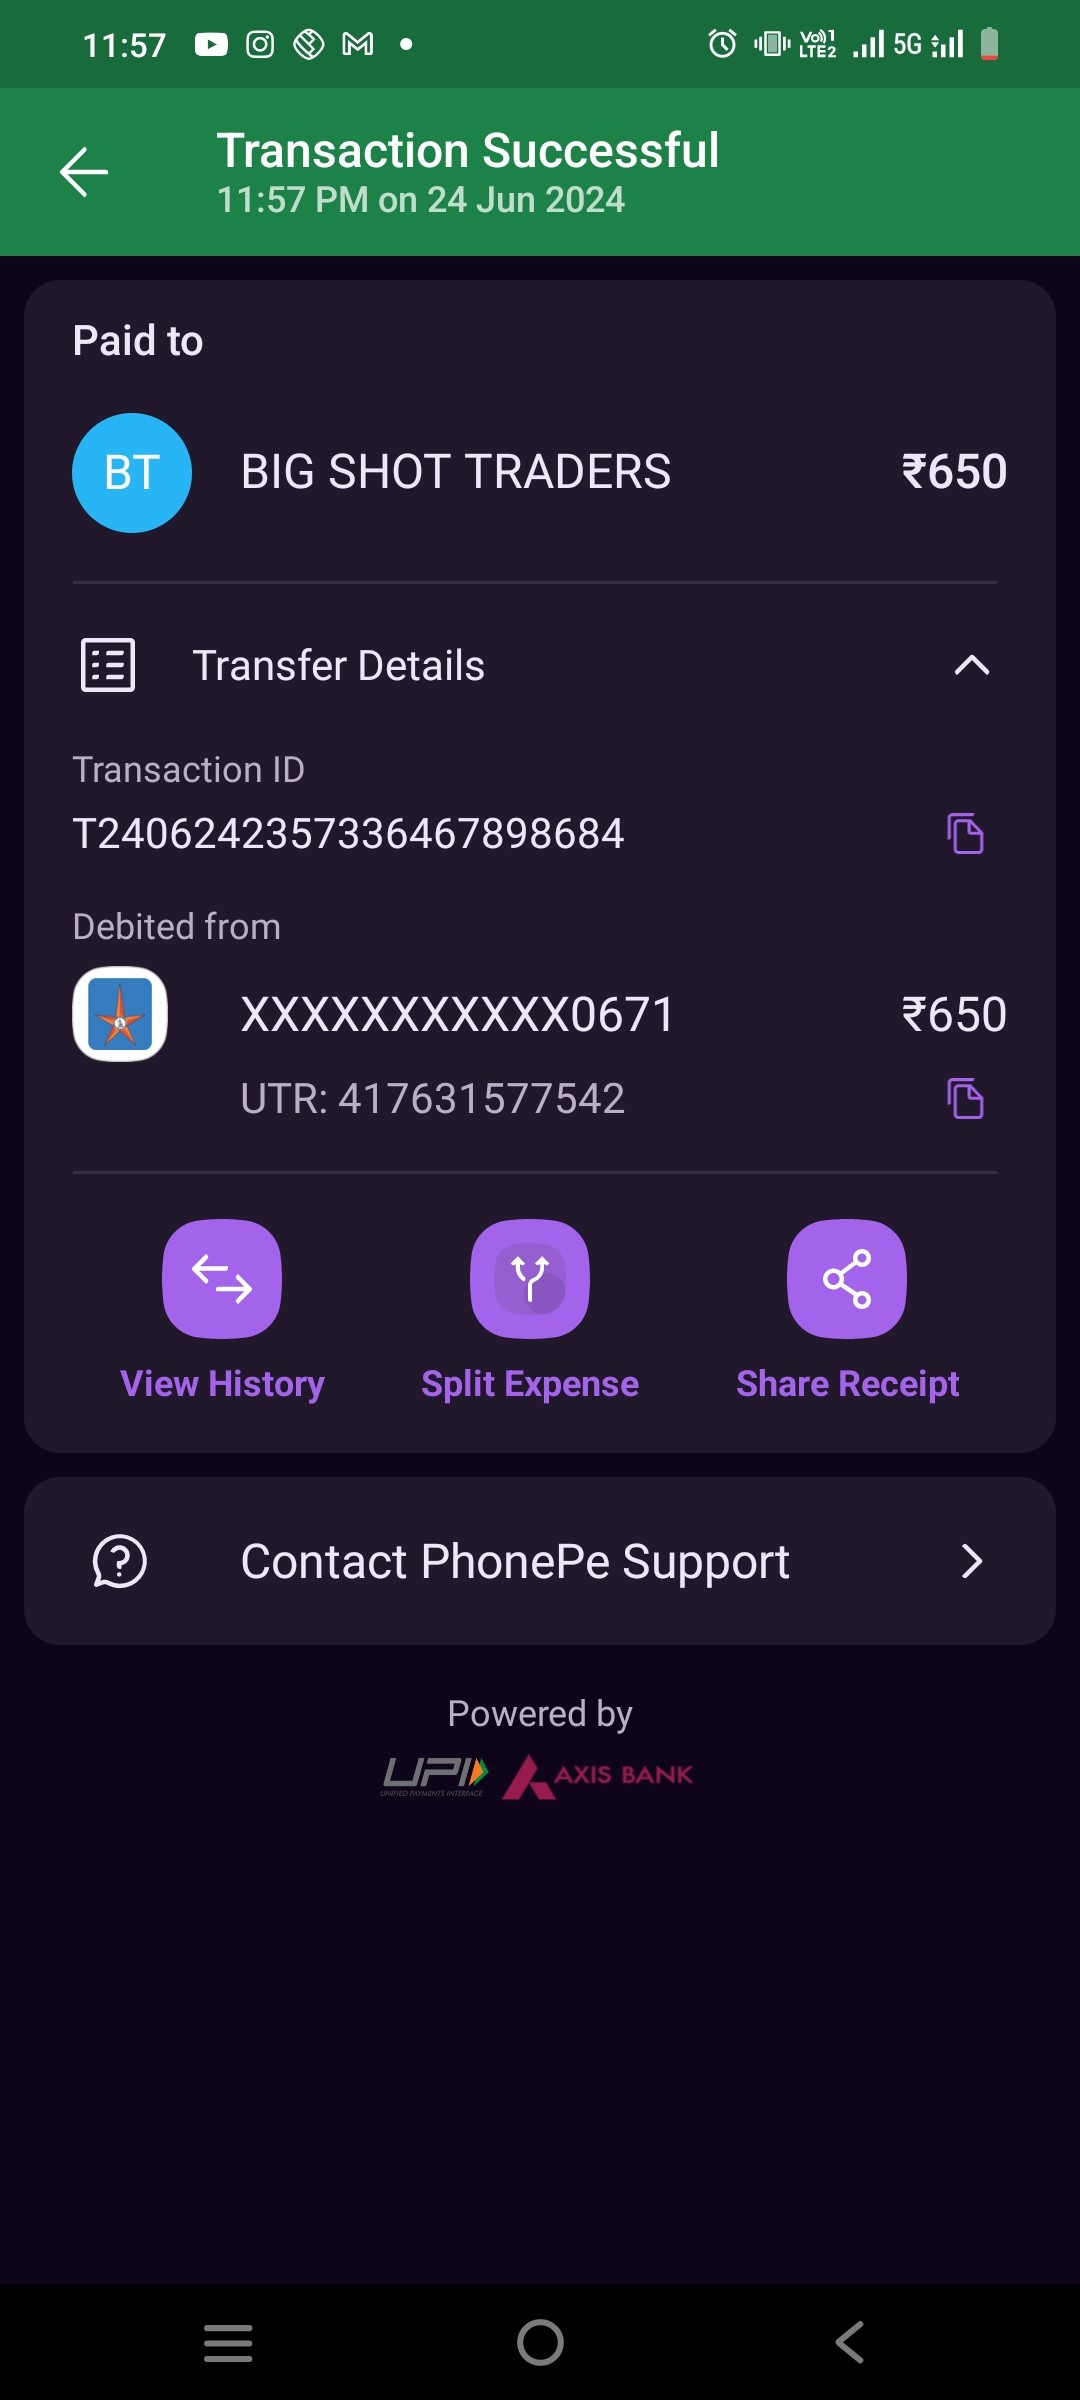 11:57 Vo))1 LTE2 5G
Transaction Successful
11:57 PM on 24 Jun 2024
Paid to
BT BIG SHOT TRADERS ₹650
Transfer Details
Transaction ID
T2406242357336467898684
Debited from
XXXXXXXXXXX0671 ₹650
UTR: 417631577542
View History Split Expense Share Receipt
Contact PhonePe Support
Powered by
UPI AXIS BANK
UNIFIED PAYMENTS INTERFACE